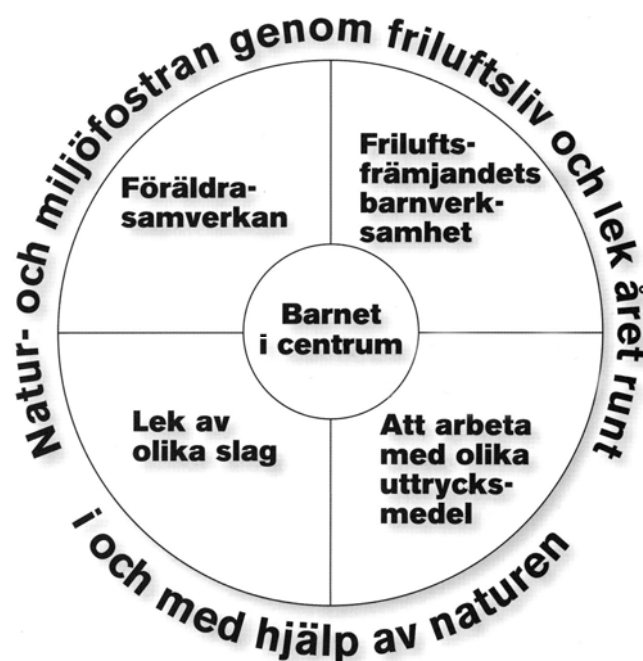 Natur- och miljöfostran genom friluftsliv och lek året runt
i och med hjälp av naturen
Föräldra-
samverkan
Frilufts-
främjandets
barnverk-
samhet
Barnet
i centrum
Lek av
olika slag
Att arbeta
med olika
uttrycks-
medel